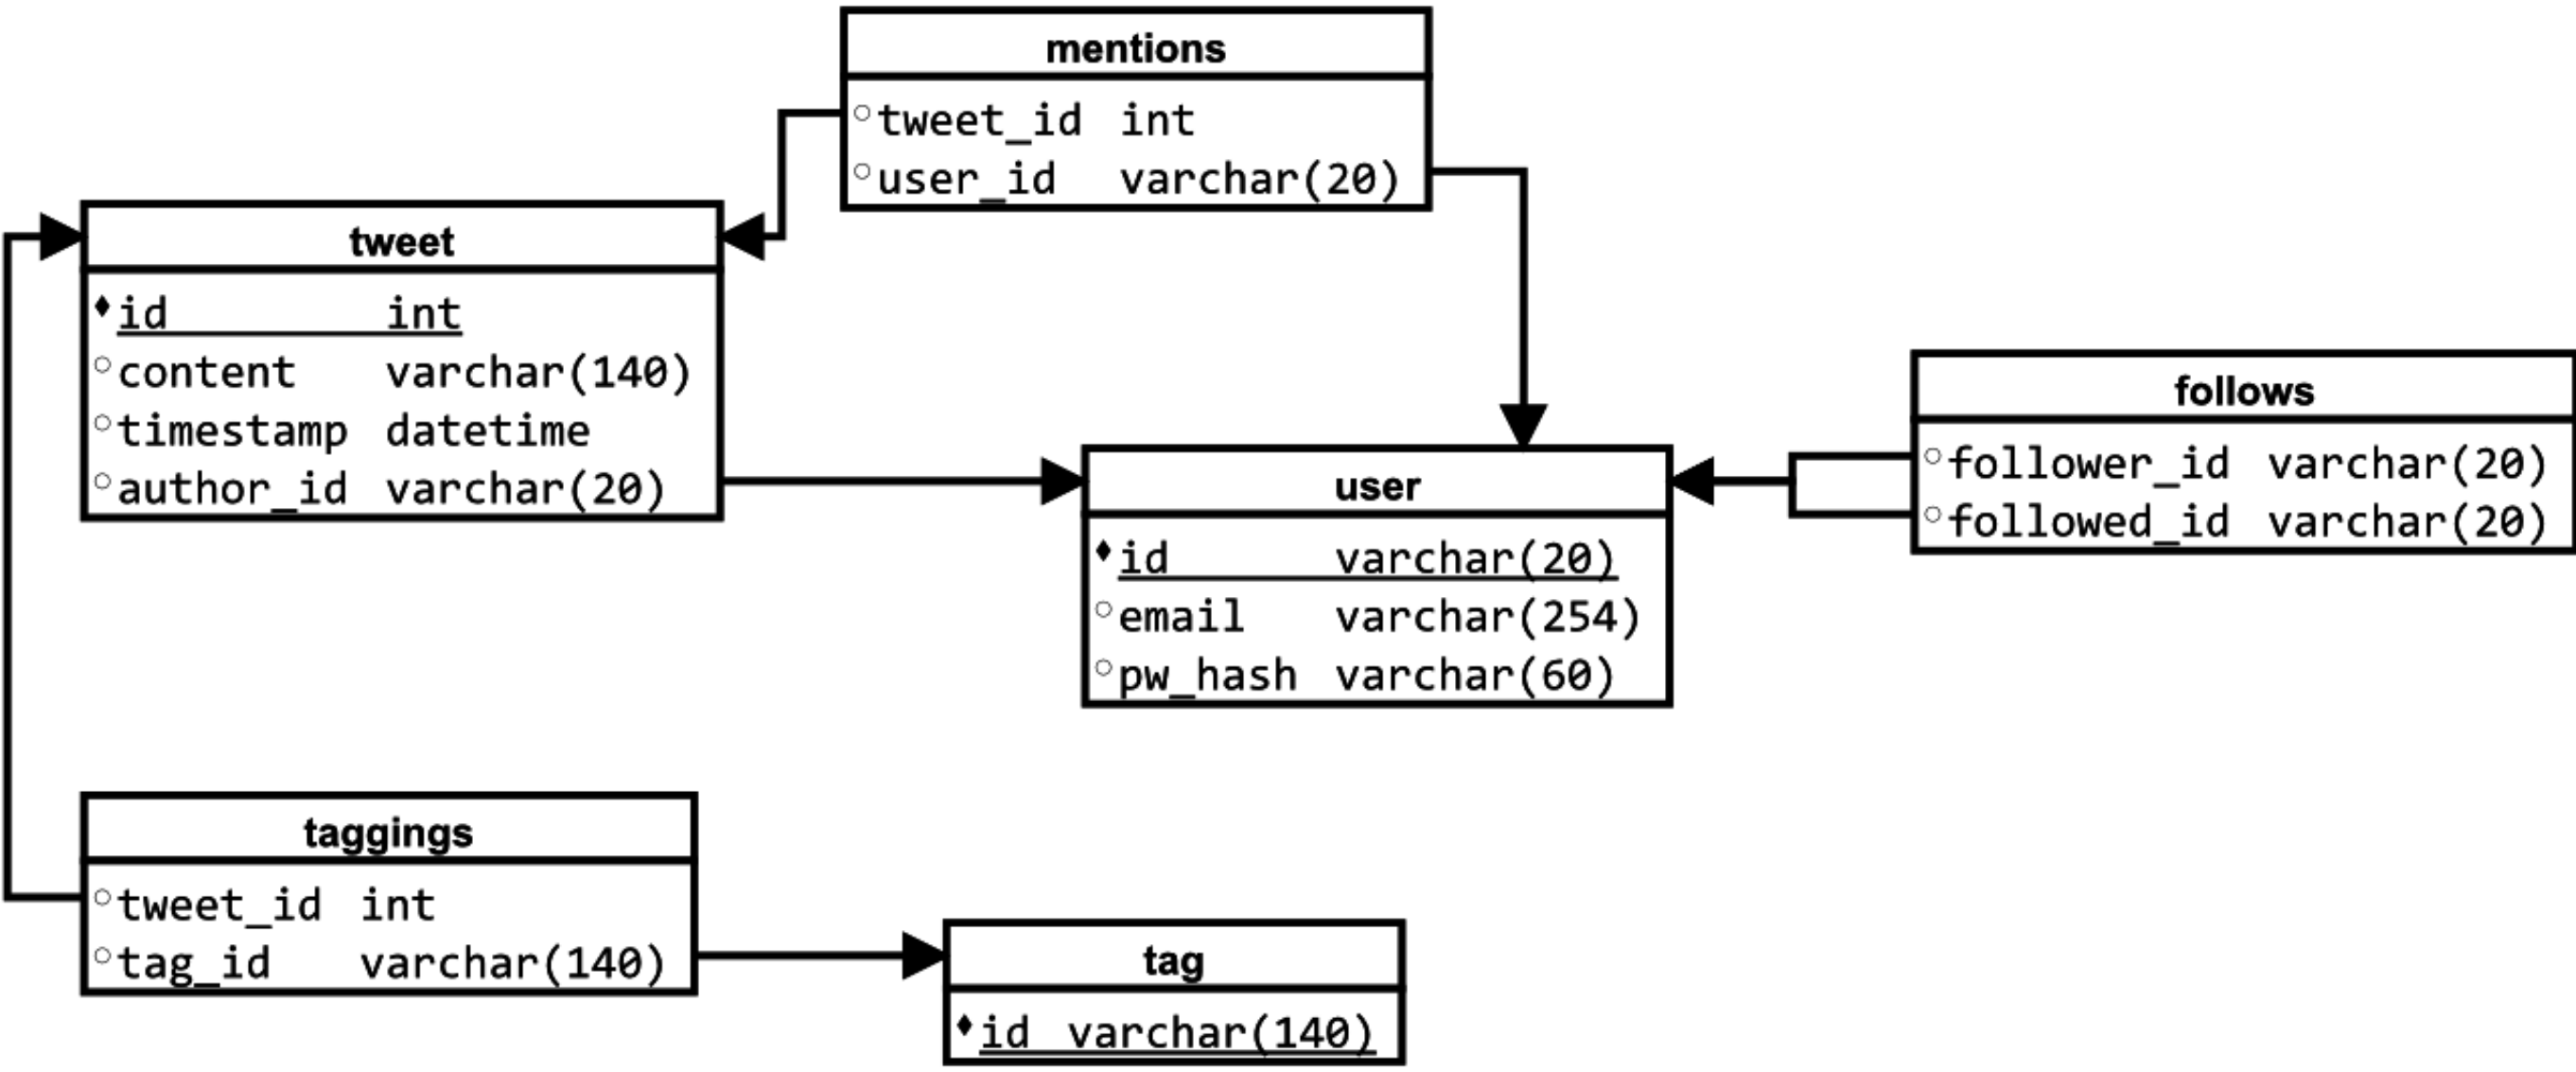 mentions
tweet_id int
user_id varchar(20)
tweet
id int
content varchar(140)
timestamp datetime
author_id varchar(20)
follows
follower_id varchar(20)
followed_id varchar(20)
user
id varchar(20)
email varchar(254)
pw_hash varchar(60)
taggings
tweet_id int
tag_id varchar(140)
tag
id varchar(140)